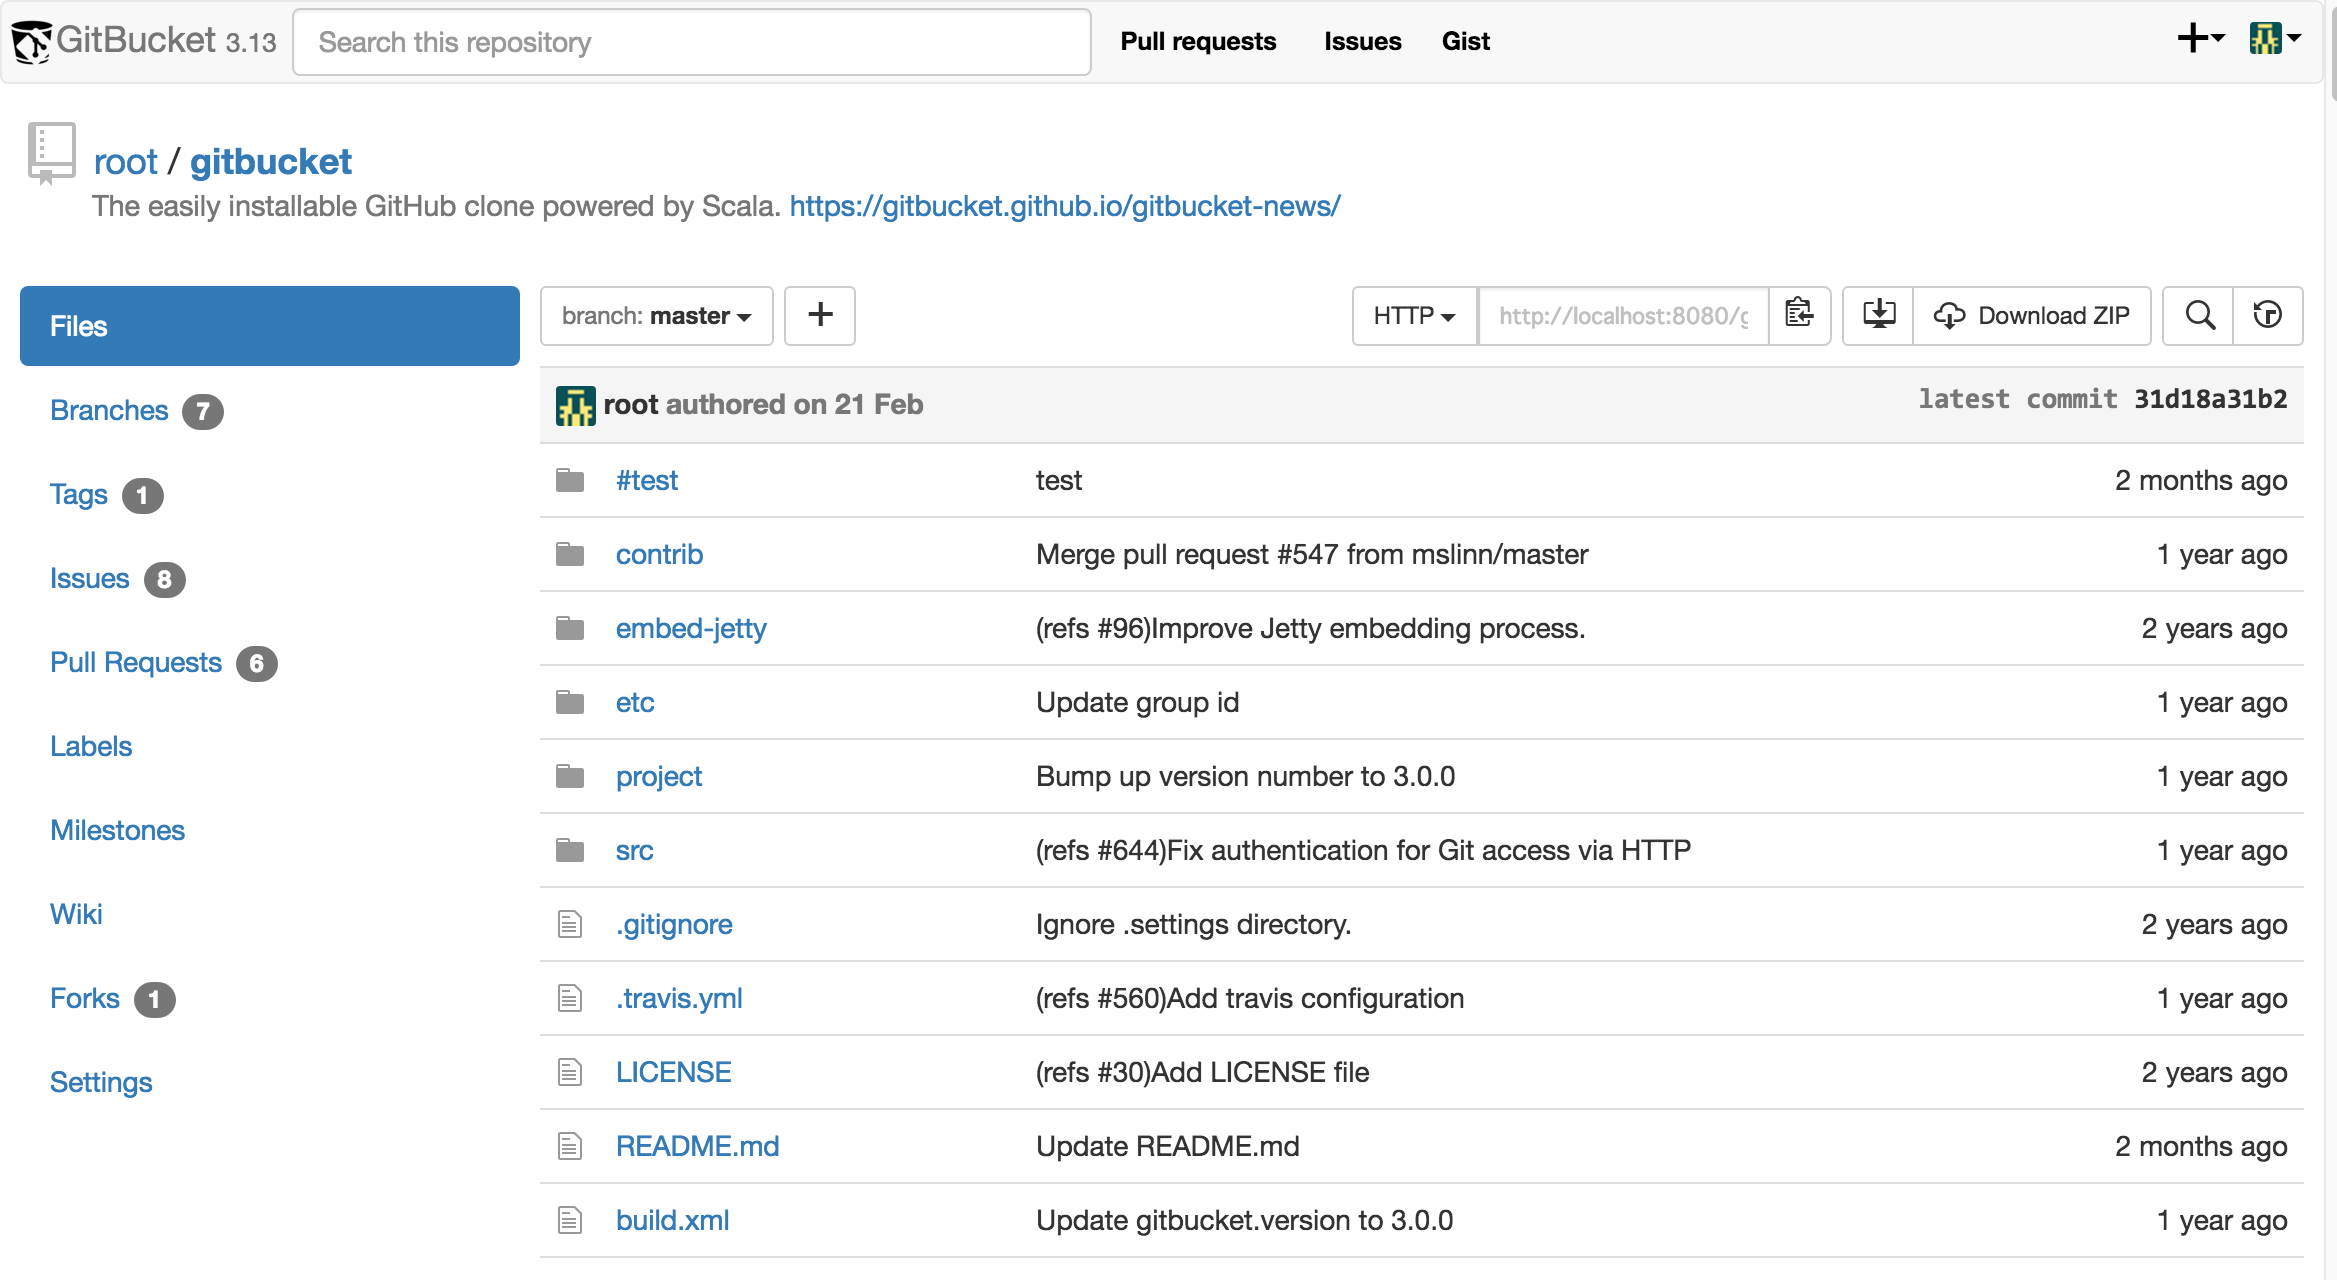 GitBucket 3.13 Search this repository Pull requests Issues Gist
root / gitbucket
The easily installable GitHub clone powered by Scala. https://gitbucket.github.io/gitbucket-news/
Files
Branches 7
Tags 1
Issues 8
Pull Requests 6
Labels
Milestones
Wiki
Forks 1
Settings
branch: master HTTP http://localhost:8080/g Download ZIP
root authored on 21 Feb latest commit 31d18a31b2
#test test 2 months ago
contrib Merge pull request #547 from mslinn/master 1 year ago
embed-jetty (refs #96)Improve Jetty embedding process. 2 years ago
etc Update group id 1 year ago
project Bump up version number to 3.0.0 1 year ago
src (refs #644)Fix authentication for Git access via HTTP 1 year ago
.gitignore Ignore .settings directory. 2 years ago
.travis.yml (refs #560)Add travis configuration 1 year ago
LICENSE (refs #30)Add LICENSE file 2 years ago
README.md Update README.md 2 months ago
build.xml Update gitbucket.version to 3.0.0 1 year ago